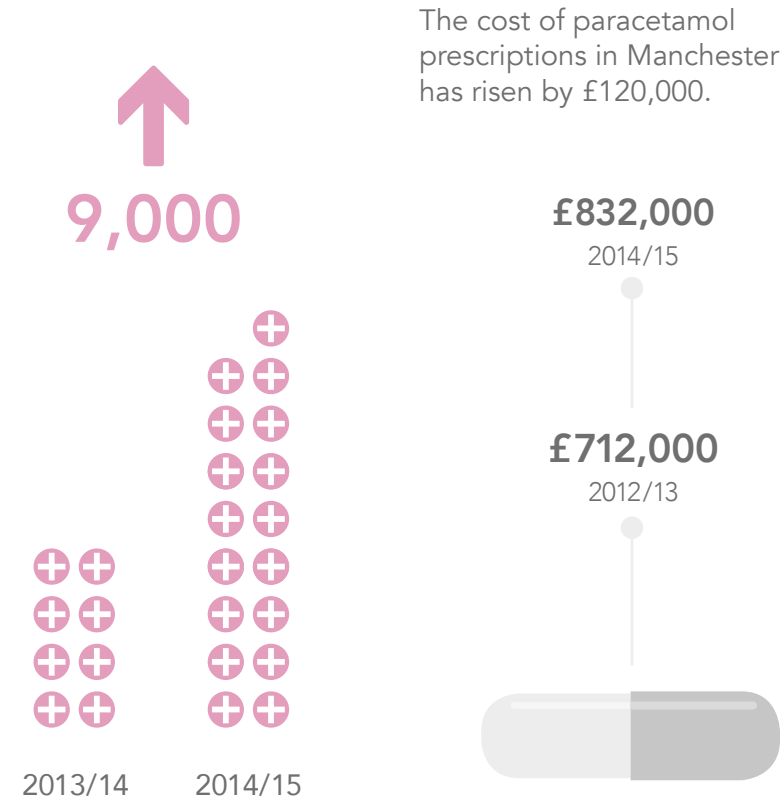 9,000
2013/14
2014/15
The cost of paracetamol
prescriptions in Manchester
has risen by £120,000.
£832,000
2014/15
£712,000
2012/13